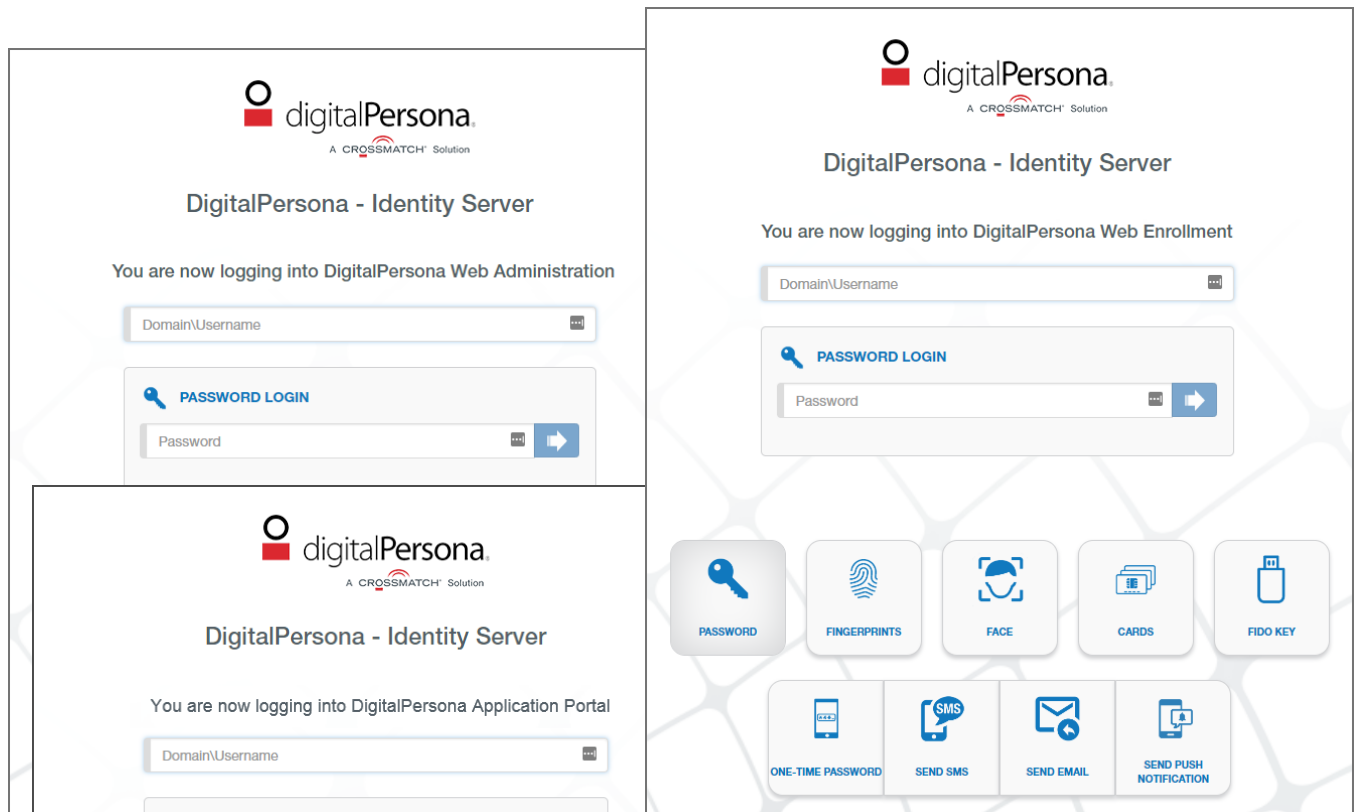 digitalPersona.
A CROSSMATCH® Solution
DigitalPersona - Identity Server
You are now logging into DigitalPersona Web Administration
Domain\Username
PASSWORD LOGIN
Password
digitalPersona.
A CROSSMATCH® Solution
DigitalPersona - Identity Server
You are now logging into DigitalPersona Application Portal
Domain\Username
digitalPersona.
A CROSSMATCH® Solution
DigitalPersona - Identity Server
You are now logging into DigitalPersona Web Enrollment
Domain\Username
PASSWORD LOGIN
Password
PASSWORD FINGERPRINTS FACE CARDS FIDO KEY
SMS
ONE-TIME PASSWORD SEND SMS SEND EMAIL SEND PUSH
NOTIFICATION